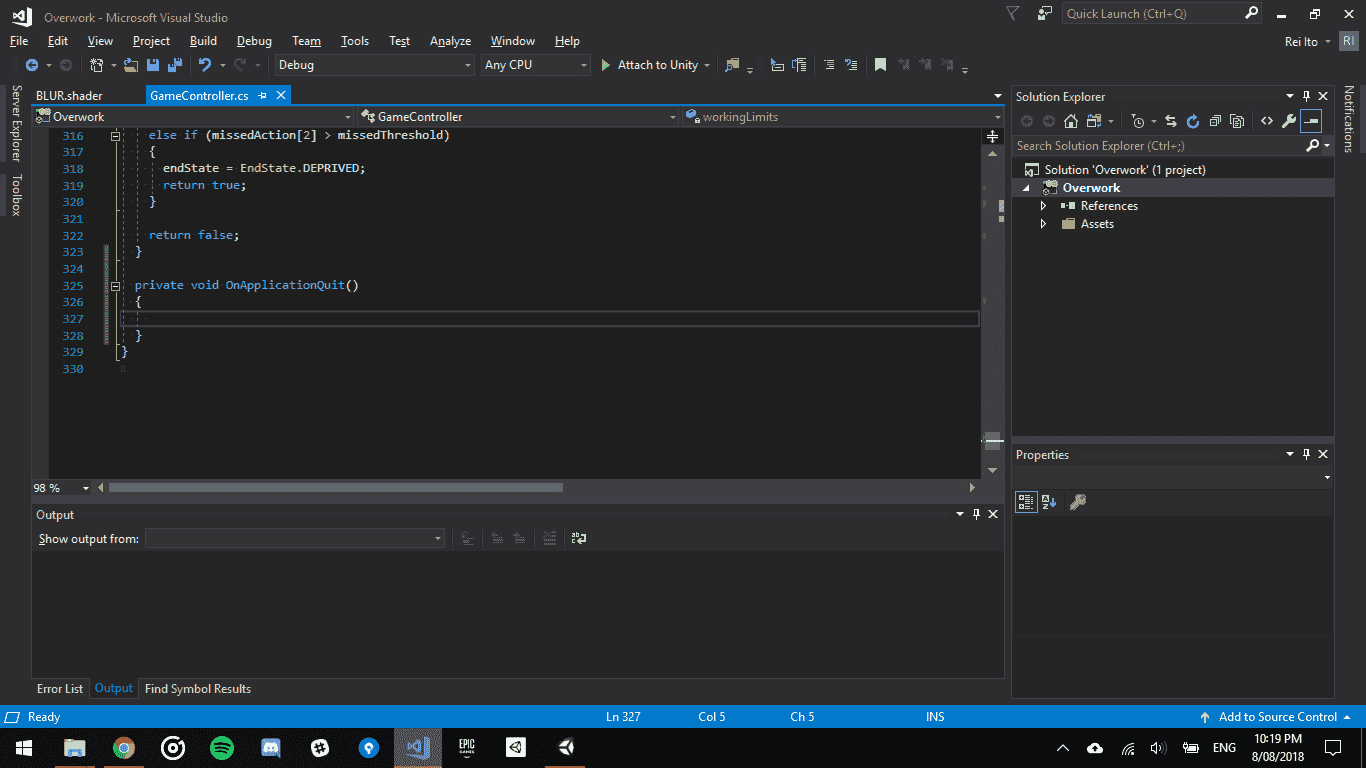 Overwork - Microsoft Visual Studio
Quick Launch (Ctrl+Q)
File Edit View Project Build Debug Team Tools Test Analyze Window Help
Rei Ito RI
Debug Any CPU Attach to Unity
Server Explorer
Toolbox
BLUR.shader GameController.cs
Overwork GameController workingLimits
316 else if (missedAction[2] > missedThreshold)
317 {
318 endState = EndState.DEPRIVED;
319 return true;
320 }
321
322 return false;
323 }
324
325 private void OnApplicationQuit()
326 {
327
328 }
329 }
330
98 %
Output
Show output from:
Error List Output Find Symbol Results
Solution Explorer
Search Solution Explorer (Ctrl+;)
Solution 'Overwork' (1 project)
Overwork
References
Assets
Properties
Notifications
Ready Ln 327 Col 5 Ch 5 INS Add to Source Control
EPIC
GAMES
ENG
10:19 PM
8/08/2018